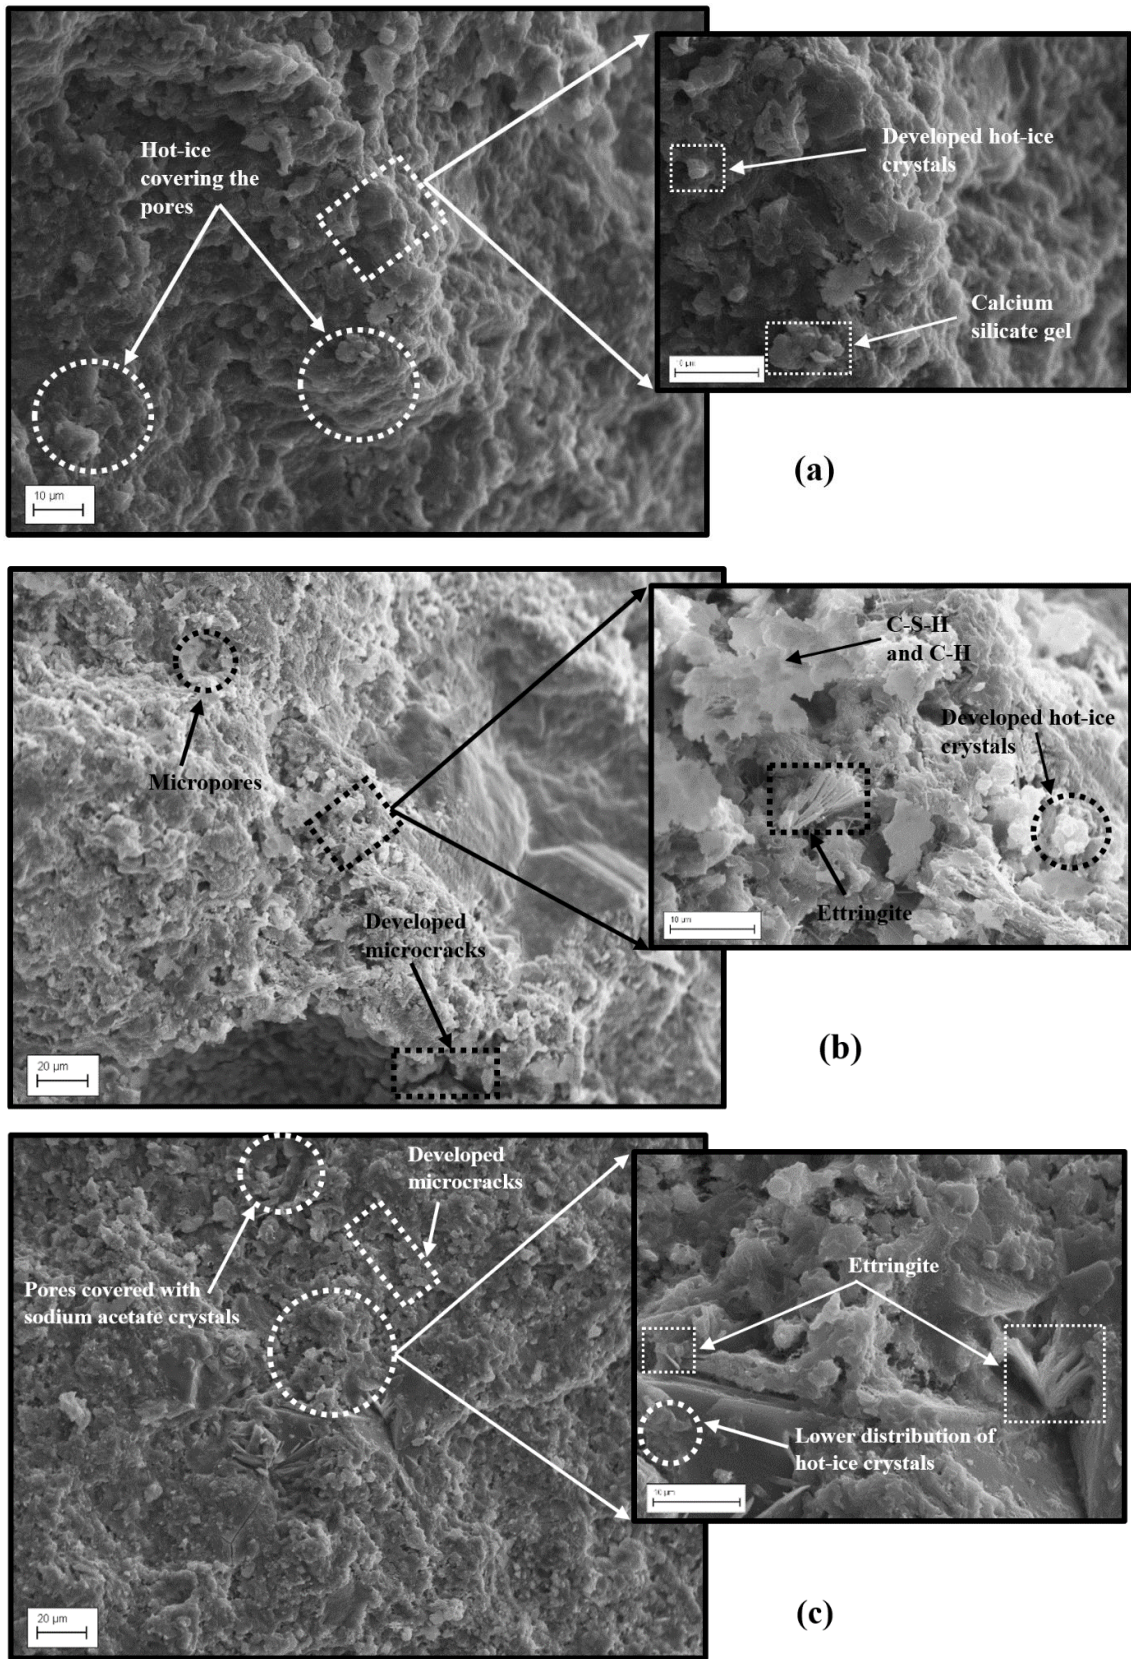 Hot-ice
covering the
pores
10 µm
Developed hot-ice
crystals
Calcium
silicate gel
10 µm
(a)
Micropores
Developed
microcracks
20 µm
C-S-H
and C-H
Developed hot-ice
crystals
Ettringite
10 µm
(b)
Developed
microcracks
Pores covered with
sodium acetate crystals
20 µm
Ettringite
Lower distribution of
hot-ice crystals
10 µm
(c)